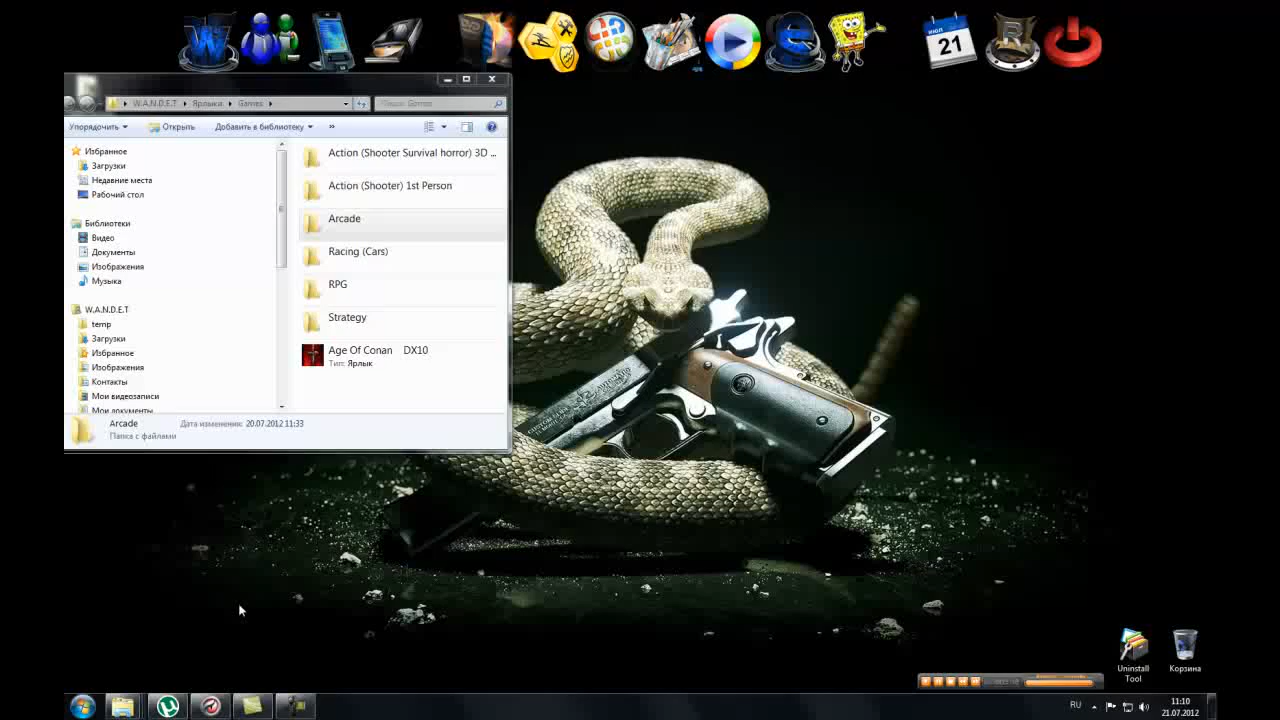 июл
21
W.A.N.D.E.T ▸ Ярлыки ▸ Games ▸
Поиск: Games
Упорядочить Открыть Добавить в библиотеку »
Избранное
Загрузки
Недавние места
Рабочий стол
Библиотеки
Видео
Документы
Изображения
Музыка
W.A.N.D.E.T
temp
Загрузки
Избранное
Изображения
Контакты
Мои видеозаписи
Мои документы
Action (Shooter Survival horror) 3D ...
Action (Shooter) 1st Person
Arcade
Racing (Cars)
RPG
Strategy
Age Of Conan DX10
Тип: Ярлык
Arcade Дата изменения: 20.07.2012 11:33
Папка с файлами
Uninstall
Tool
Корзина
RU
11:10
21.07.2012